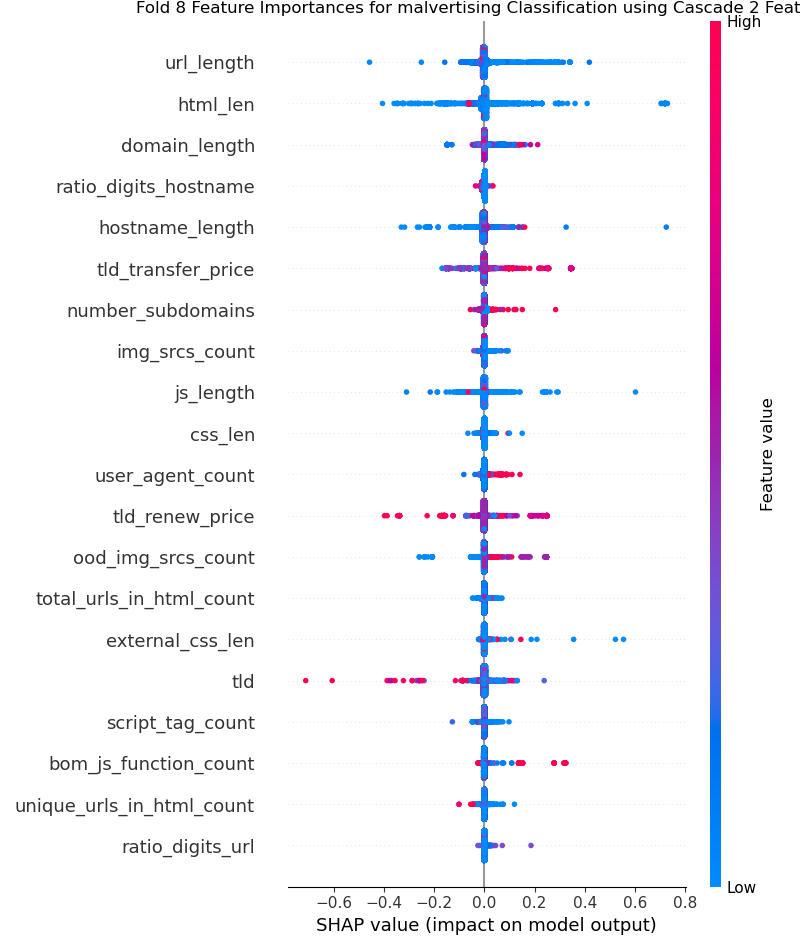 Fold 8 Feature Importances for malvertising Classification using Cascade 2 Feat
High
url_length
html_len
domain_length
ratio_digits_hostname
hostname_length
tld_transfer_price
number_subdomains
img_srcs_count
js_length
css_len
user_agent_count
tld_renew_price
ood_img_srcs_count
total_urls_in_html_count
external_css_len
tld
script_tag_count
bom_js_function_count
unique_urls_in_html_count
ratio_digits_url
Feature value
Low
−0.6 −0.4 −0.2 0.0 0.2 0.4 0.6 0.8
SHAP value (impact on model output)